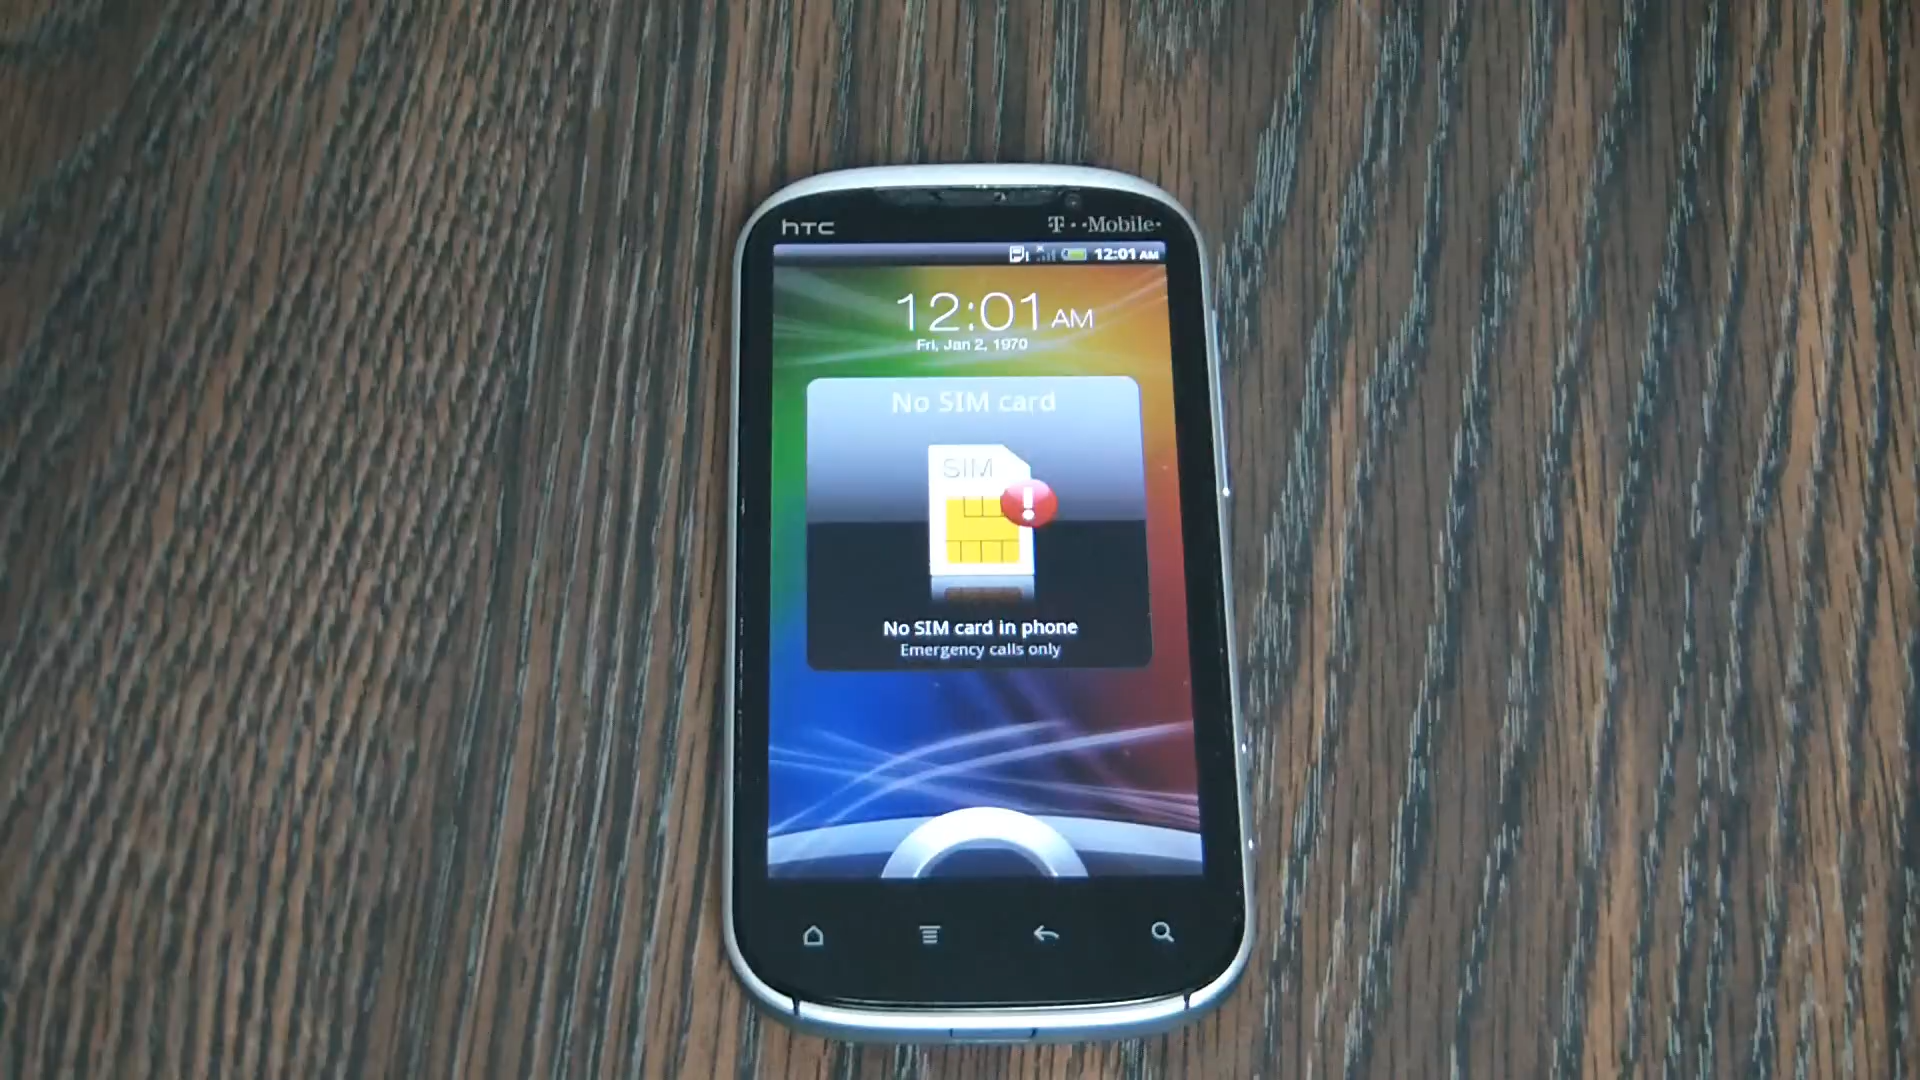 hTC
T··Mobile·
12:01 AM
12:01 AM
Fri, Jan 2, 1970
No SIM card
SIM
!
No SIM card in phone
Emergency calls only